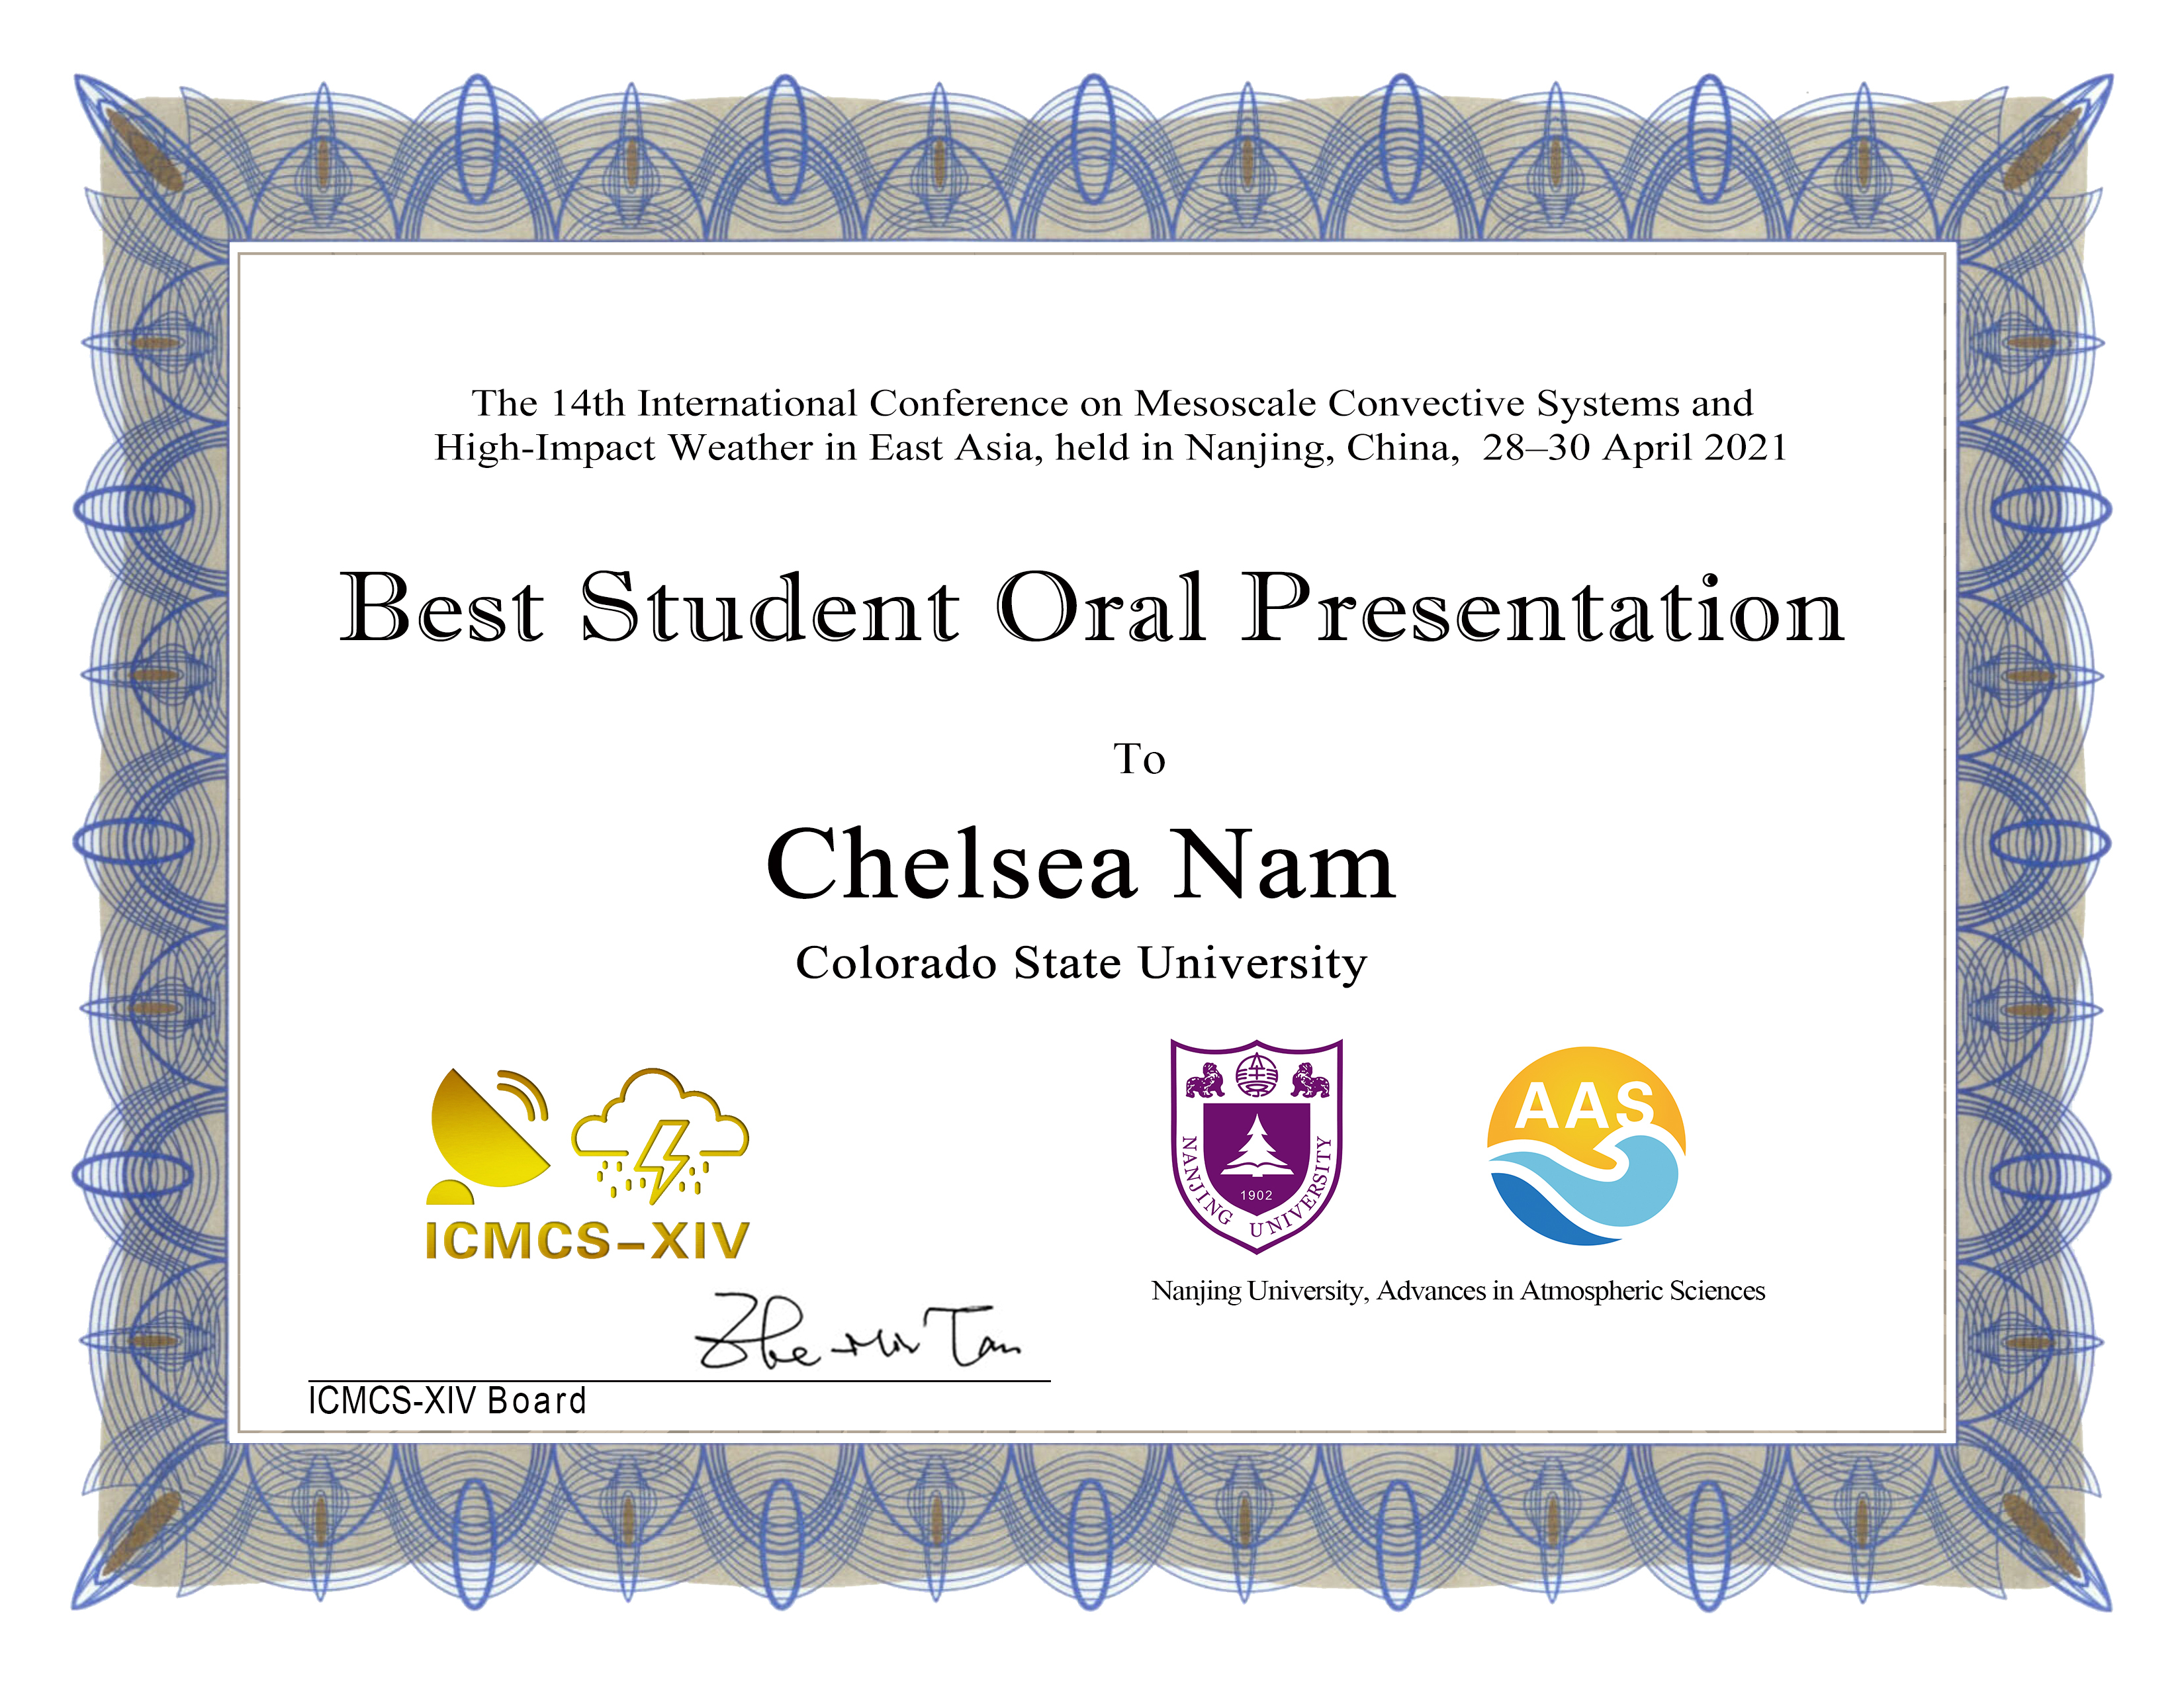 The 14th International Conference on Mesoscale Convective Systems and
High-Impact Weather in East Asia, held in Nanjing, China, 28–30 April 2021
Best Student Oral Presentation
To
Chelsea Nam
Colorado State University
ICMCS-XIV
NANJING UNIVERSITY
1902
AAS
Nanjing University, Advances in Atmospheric Sciences
Zhe-Min Tan
ICMCS-XIV Board